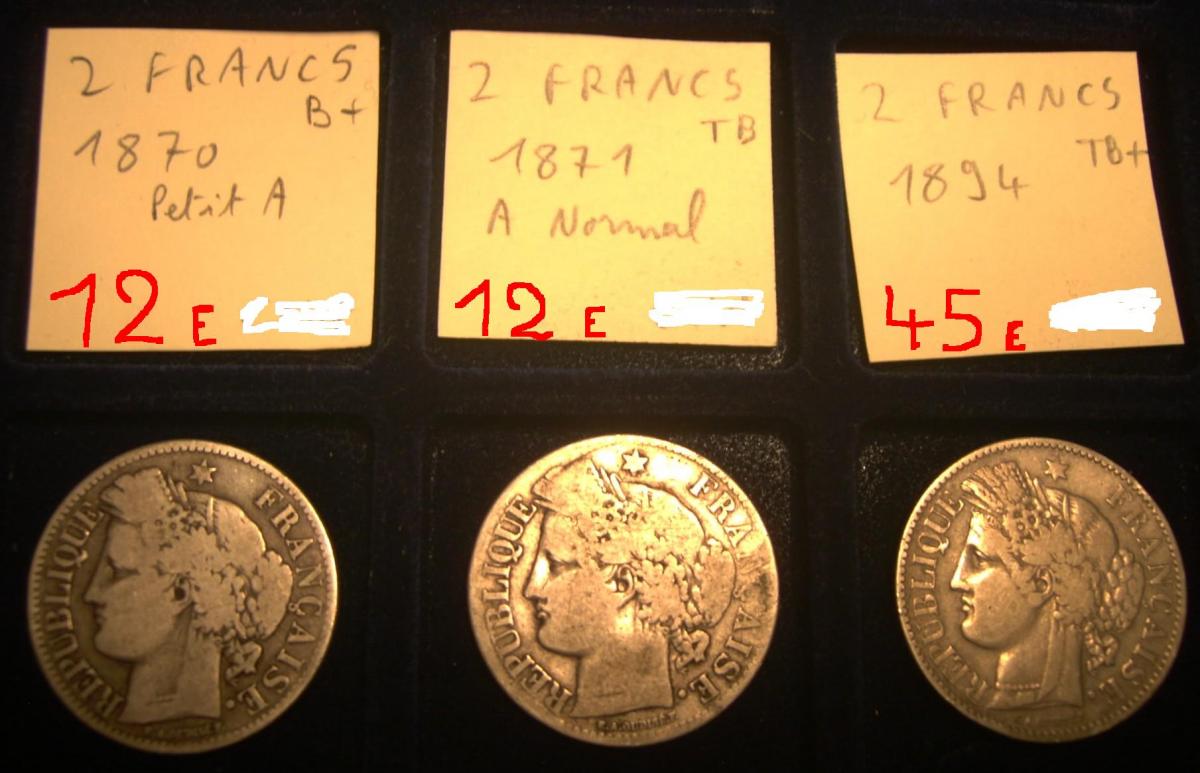 2 FRANCS
B+
1870
Petit A
12 E
2 FRANCS
TB
1871
A Normal
12 E
2 FRANCS
TB+
1894
45 E
REPUBLIQUE FRANÇAISE.
REPUBLIQUE FRANÇAISE.
REPUBLIQUE FRANÇAISE.